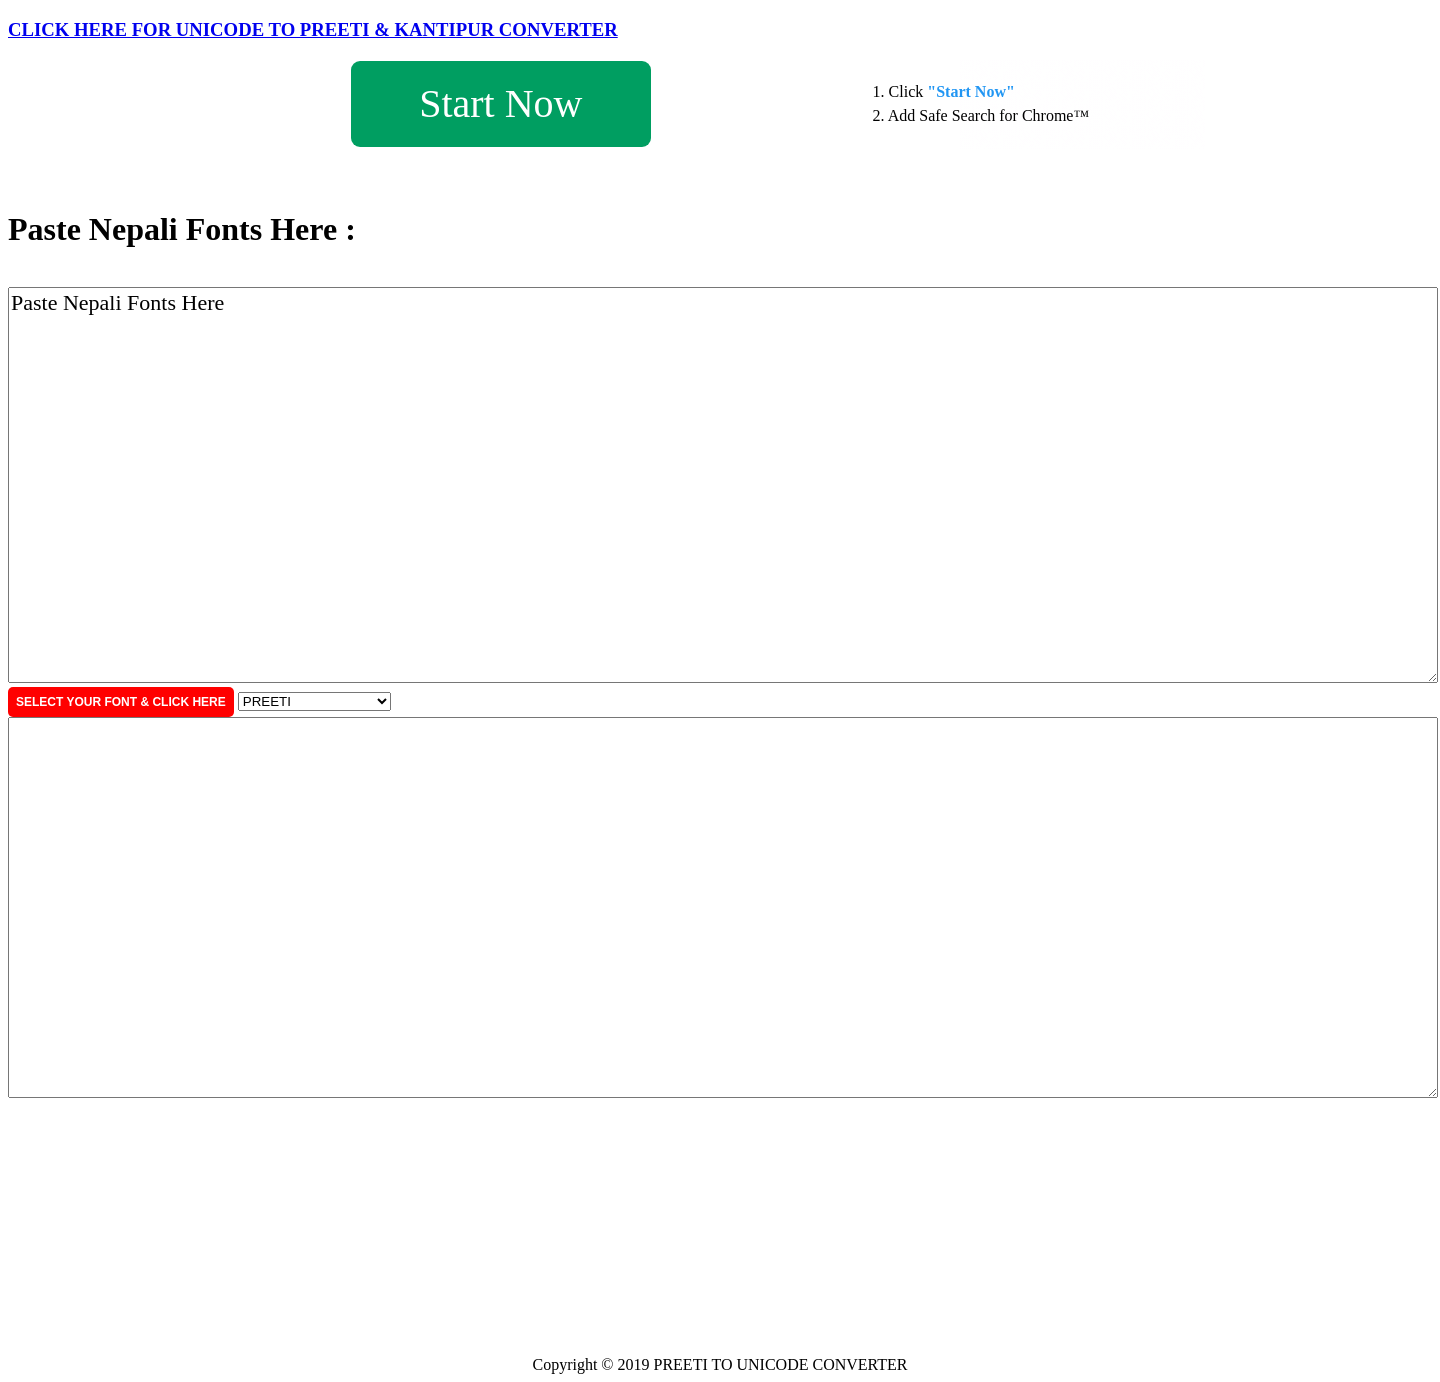 CLICK HERE FOR UNICODE TO PREETI & KANTIPUR CONVERTER
Start Now
1. Click "Start Now"
2. Add Safe Search for Chrome™
Paste Nepali Fonts Here :
Paste Nepali Fonts Here
SELECT YOUR FONT & CLICK HERE PREETI
Copyright © 2019 PREETI TO UNICODE CONVERTER